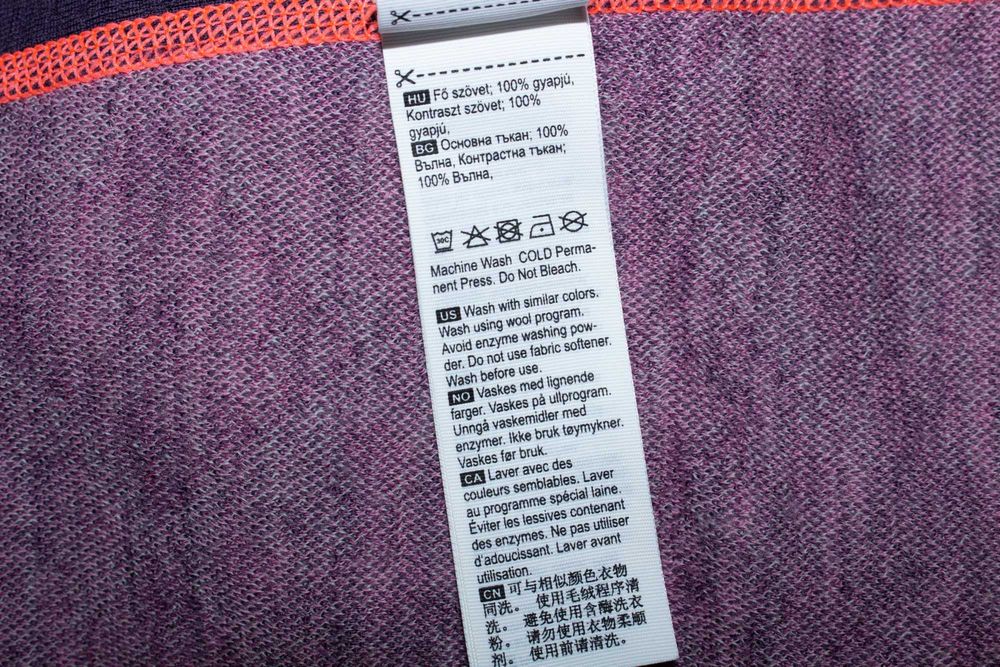 HU Fő szövet; 100% gyapjú,
Kontraszt szövet; 100%
gyapjú,
BG Основна тъкан; 100%
Вълна, Контрастна тъкан;
100% Вълна,
30C
Machine Wash COLD Perma-
nent Press. Do Not Bleach.
US Wash with similar colors.
Wash using wool program.
Avoid enzyme washing pow-
der. Do not use fabric softener.
Wash before use.
NO Vaskes med lignende
farger. Vaskes på ullprogram.
Unngå vaskemidler med
enzymer. Ikke bruk tøymykner.
Vaskes før bruk.
CA Laver avec des
couleurs semblables. Laver
au programme spécial laine.
Éviter les lessives contenant
des enzymes. Ne pas utiliser
d'adoucissant. Laver avant
utilisation.
CN 可与相似颜色衣物
同洗。 使用毛绒程序清
洗。 避免使用含酶洗衣
粉。 请勿使用衣物柔顺
剂。 使用前请清洗。